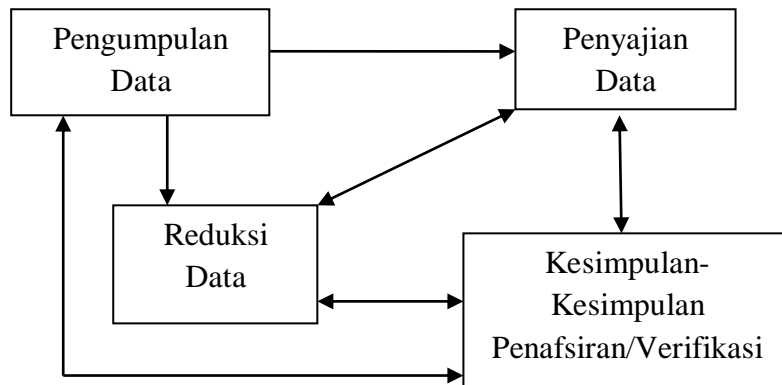 Pengumpulan
Data
Penyajian
Data
Reduksi
Data
Kesimpulan-
Kesimpulan
Penafsiran/Verifikasi